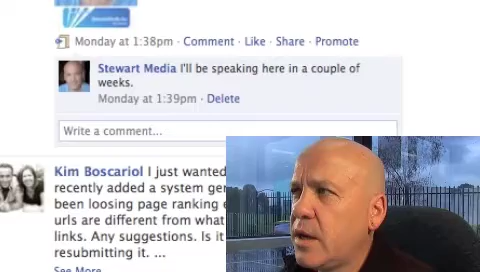 Monday at 1:38pm · Comment · Like · Share · Promote
Stewart Media I'll be speaking here in a couple of
weeks.
Monday at 1:39pm · Delete
Write a comment...
Kim Boscariol I just wanted
recently added a system
been loosing page ranking
urls are different from what
links. Any suggestions. Is it
resubmitting it. ...
See More